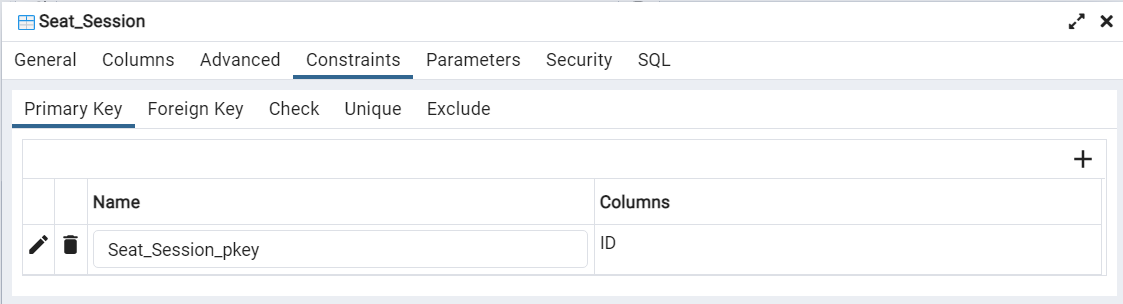 Seat_Session
General Columns Advanced Constraints Parameters Security SQL
Primary Key Foreign Key Check Unique Exclude
Name Columns
Seat_Session_pkey ID